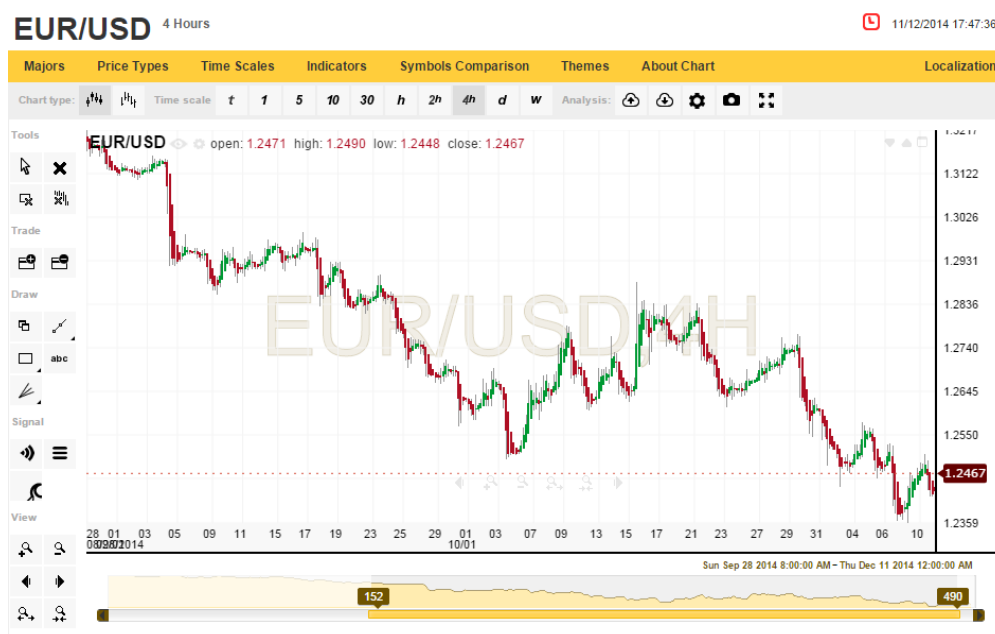 EUR/USD 4 Hours 11/12/2014 17:47:36
Majors Price Types Time Scales Indicators Symbols Comparison Themes About Chart Localization
Chart type: Time scale t 1 5 10 30 h 2h 4h d w Analysis:
Tools
EUR/USD open: 1.2471 high: 1.2490 low: 1.2448 close: 1.2467
1.3217
1.3122
1.3026
Trade
1.2931
Draw
1.2836
EUR/USD,4H
abc
1.2740
1.2645
Signal
1.2550
1.2467
View
1.2359
28 01 03 05 09 11 15 17 19 23 25 29 01 03 07 09 13 15 17 21 23 27 29 31 04 06 10
10/01
Sun Sep 28 2014 8:00:00 AM - Thu Dec 11 2014 12:00:00 AM
152 490